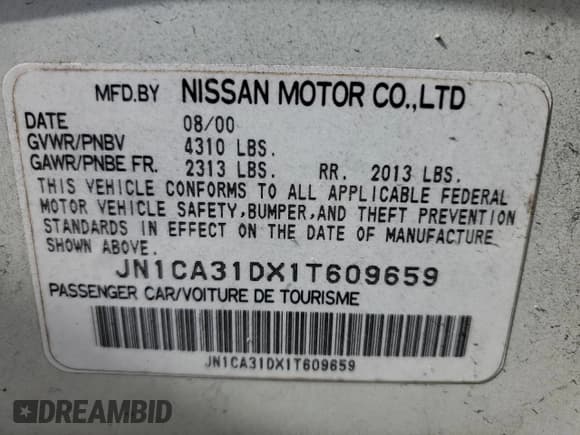 MFD.BY NISSAN MOTOR CO.,LTD
DATE 08/00
GVWR/PNBV 4310 LBS.
GAWR/PNBE FR. 2313 LBS. RR. 2013 LBS.
THIS VEHICLE CONFORMS TO ALL APPLICABLE FEDERAL
MOTOR VEHICLE SAFETY,BUMPER,AND THEFT PREVENTION
STANDARDS IN EFFECT ON THE DATE OF MANUFACTURE
SHOWN ABOVE.
JN1CA31DX1T609659
PASSENGER CAR/VOITURE DE TOURISME
JN1CA31DX1T609659
DREAMBID